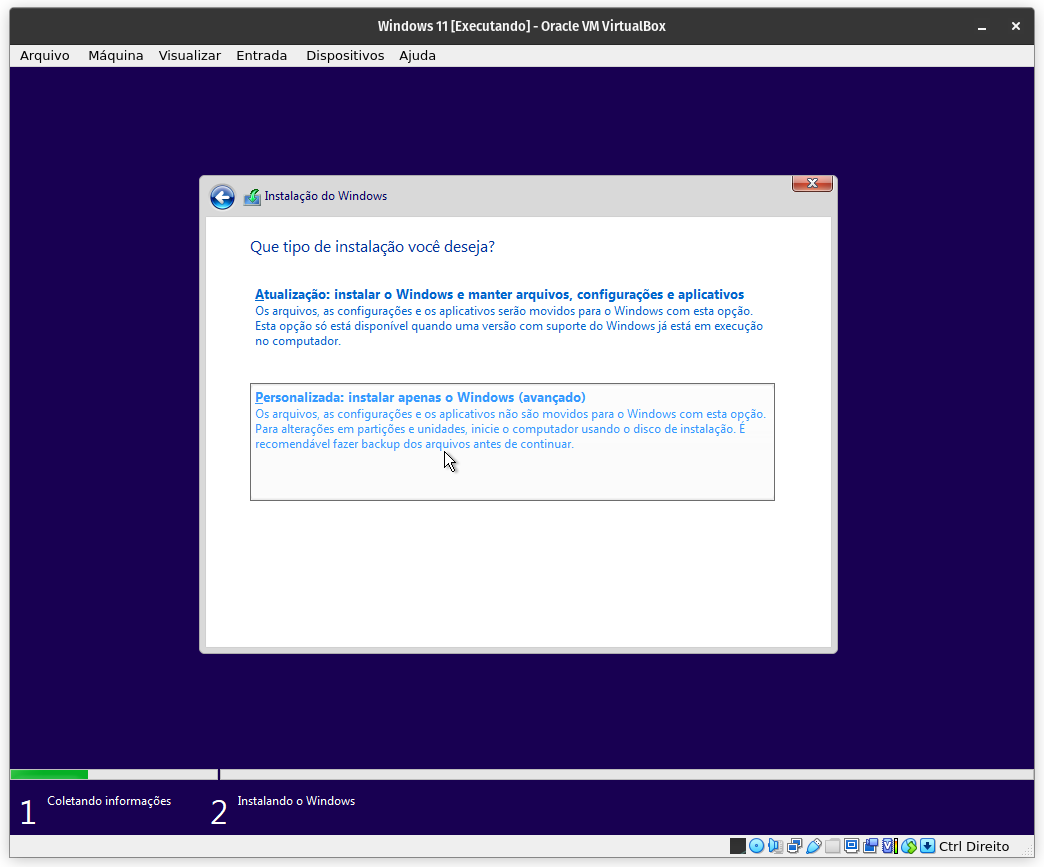 Windows 11 [Executando] - Oracle VM VirtualBox
Arquivo Máquina Visualizar Entrada Dispositivos Ajuda
Instalação do Windows
Que tipo de instalação você deseja?
Atualização: instalar o Windows e manter arquivos, configurações e aplicativos
Os arquivos, as configurações e os aplicativos serão movidos para o Windows com esta opção.
Esta opção só está disponível quando uma versão com suporte do Windows já está em execução
no computador.
Personalizada: instalar apenas o Windows (avançado)
Os arquivos, as configurações e os aplicativos não são movidos para o Windows com esta opção.
Para alterações em partições e unidades, inicie o computador usando o disco de instalação. É
recomendável fazer backup dos arquivos antes de continuar.
1 Coletando informações 2 Instalando o Windows
Ctrl Direito